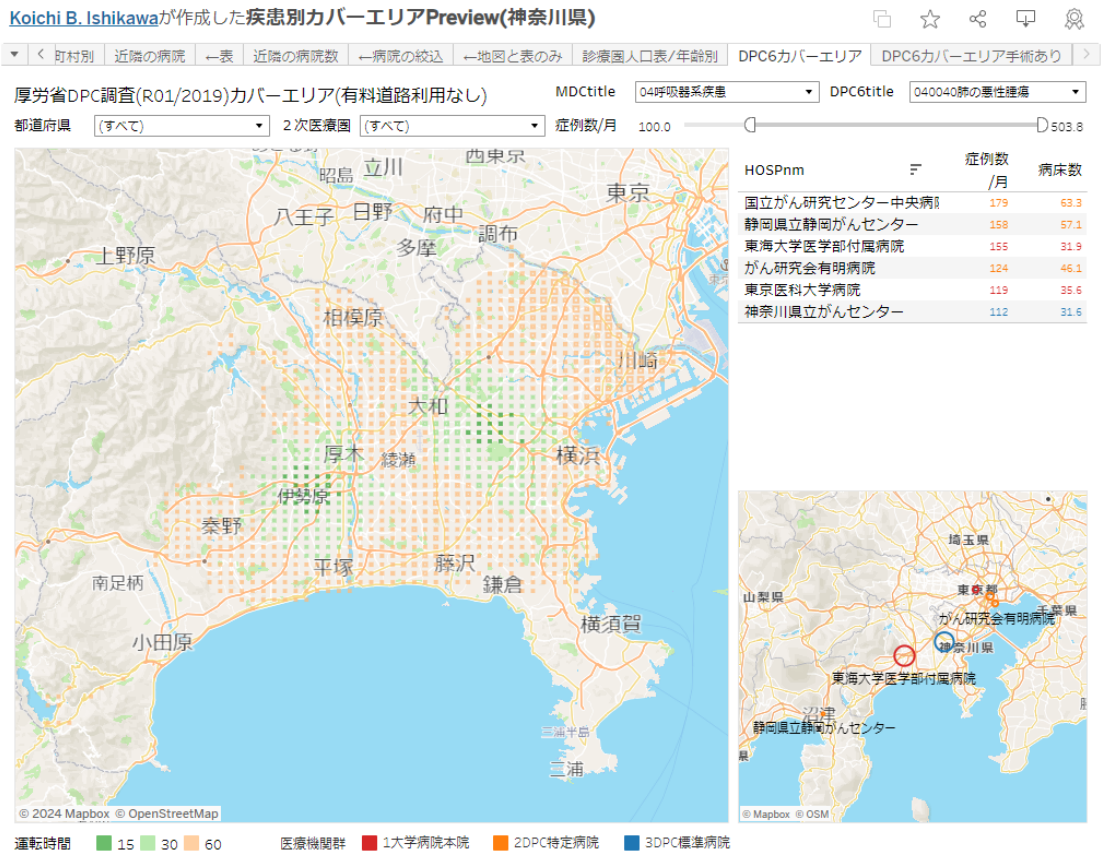 Koichi B. Ishikawaが作成した疾患別カバーエリアPreview(神奈川県)
町村別 近隣の病院 ←表 近隣の病院数 ←病院の絞込 ←地図と表のみ 診療圏人口表/年齢別 DPC6カバーエリア DPC6カバーエリア手術あり
厚労省DPC調査(R01/2019)カバーエリア(有料道路利用なし) MDCtitle 04呼吸器系疾患 DPC6title 040040肺の悪性腫瘍
都道府県 (すべて) 2次医療圏 (すべて) 症例数/月 100.0 503.8
西東京
昭島 立川
東京
八王子 日野 府中
調布
多摩
上野原
相模原
川崎
大和
厚木 綾瀬 横浜
伊勢原
秦野
平塚 藤沢
南足柄 鎌倉
横須賀
小田原
三浦半島
三浦
© 2024 Mapbox © OpenStreetMap
HOSPnm 症例数/月 病床数
国立がん研究センター中央病 179 63.3
静岡県立静岡がんセンター 158 57.1
東海大学医学部付属病院 155 31.9
がん研究会有明病院 124 46.1
東京医科大学病院 119 35.6
神奈川県立がんセンター 112 31.6
埼玉県
山梨県 東京都
千葉県
がん研究会有明病院
神奈川県
東海大学医学部付属病院
沼津
静岡県立静岡がんセンター
© Mapbox © OSM
運転時間 15 30 60 医療機関群 1大学病院本院 2DPC特定病院 3DPC標準病院